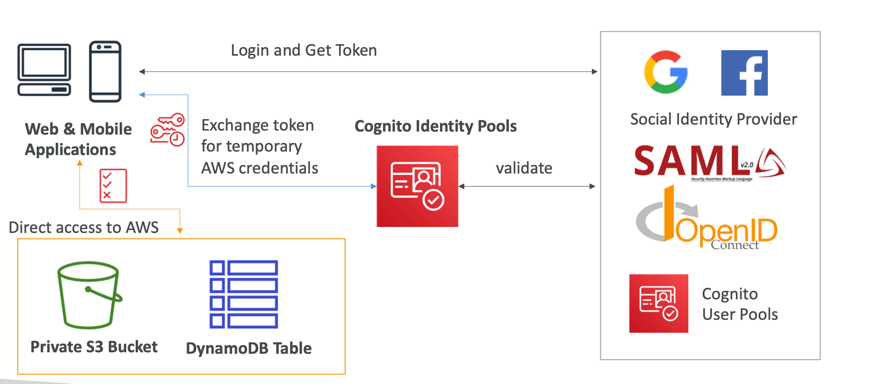 Login and Get Token
Social Identity Provider
Web & Mobile
Applications
Exchange token
for temporary
AWS credentials
Cognito Identity Pools
validate
SAML v2.0
Security Assertion Markup Language
OpenID
Connect
Direct access to AWS
Cognito
User Pools
Private S3 Bucket
DynamoDB Table